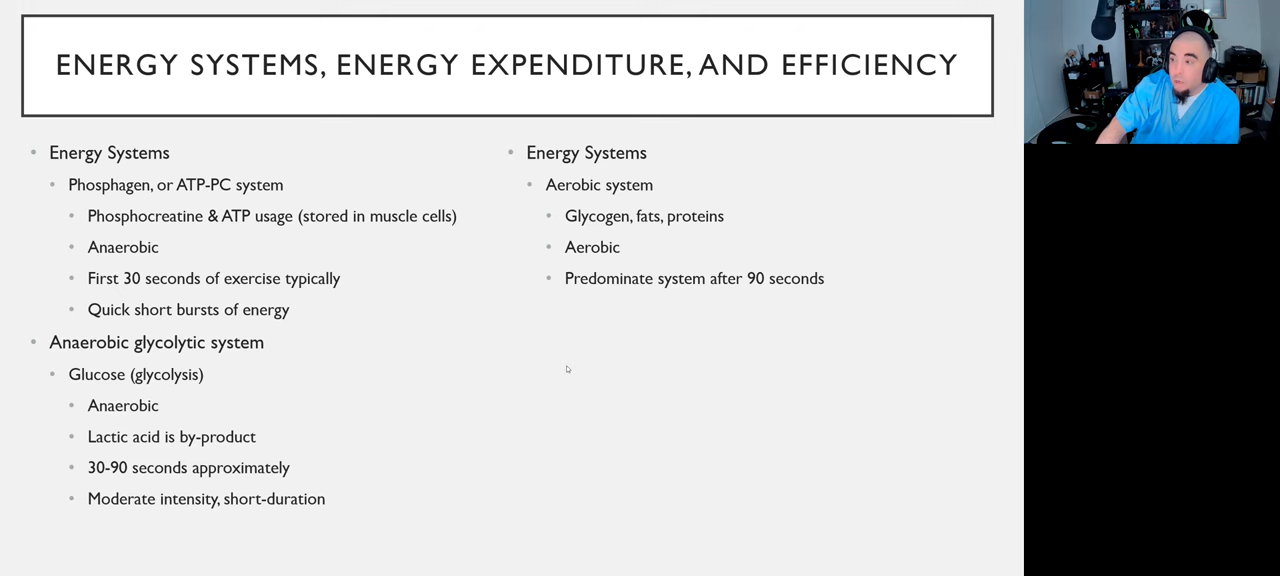 ENERGY SYSTEMS, ENERGY EXPENDITURE, AND EFFICIENCY
Energy Systems
Phosphagen, or ATP-PC system
Phosphocreatine & ATP usage (stored in muscle cells)
Anaerobic
First 30 seconds of exercise typically
Quick short bursts of energy
Anaerobic glycolytic system
Glucose (glycolysis)
Anaerobic
Lactic acid is by-product
30-90 seconds approximately
Moderate intensity, short-duration
Energy Systems
Aerobic system
Glycogen, fats, proteins
Aerobic
Predominate system after 90 seconds